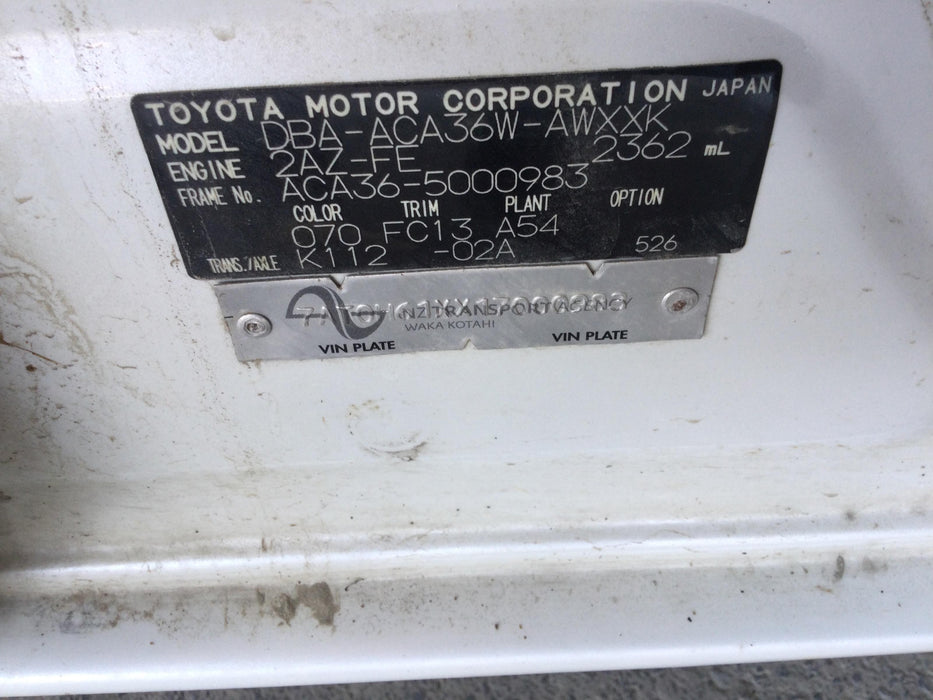 TOYOTA MOTOR CORPORATION JAPAN
MODEL DBA-ACA36W-AWXXK
ENGINE 2AZ-FE 2362 mL
FRAME No. ACA36-5000983
COLOR TRIM PLANT OPTION
070 FC13 A54
TRANS./AXLE K112 -02A 526
NZ TRANSPORT AGENCY
WAKA KOTAHI
VIN PLATE VIN PLATE